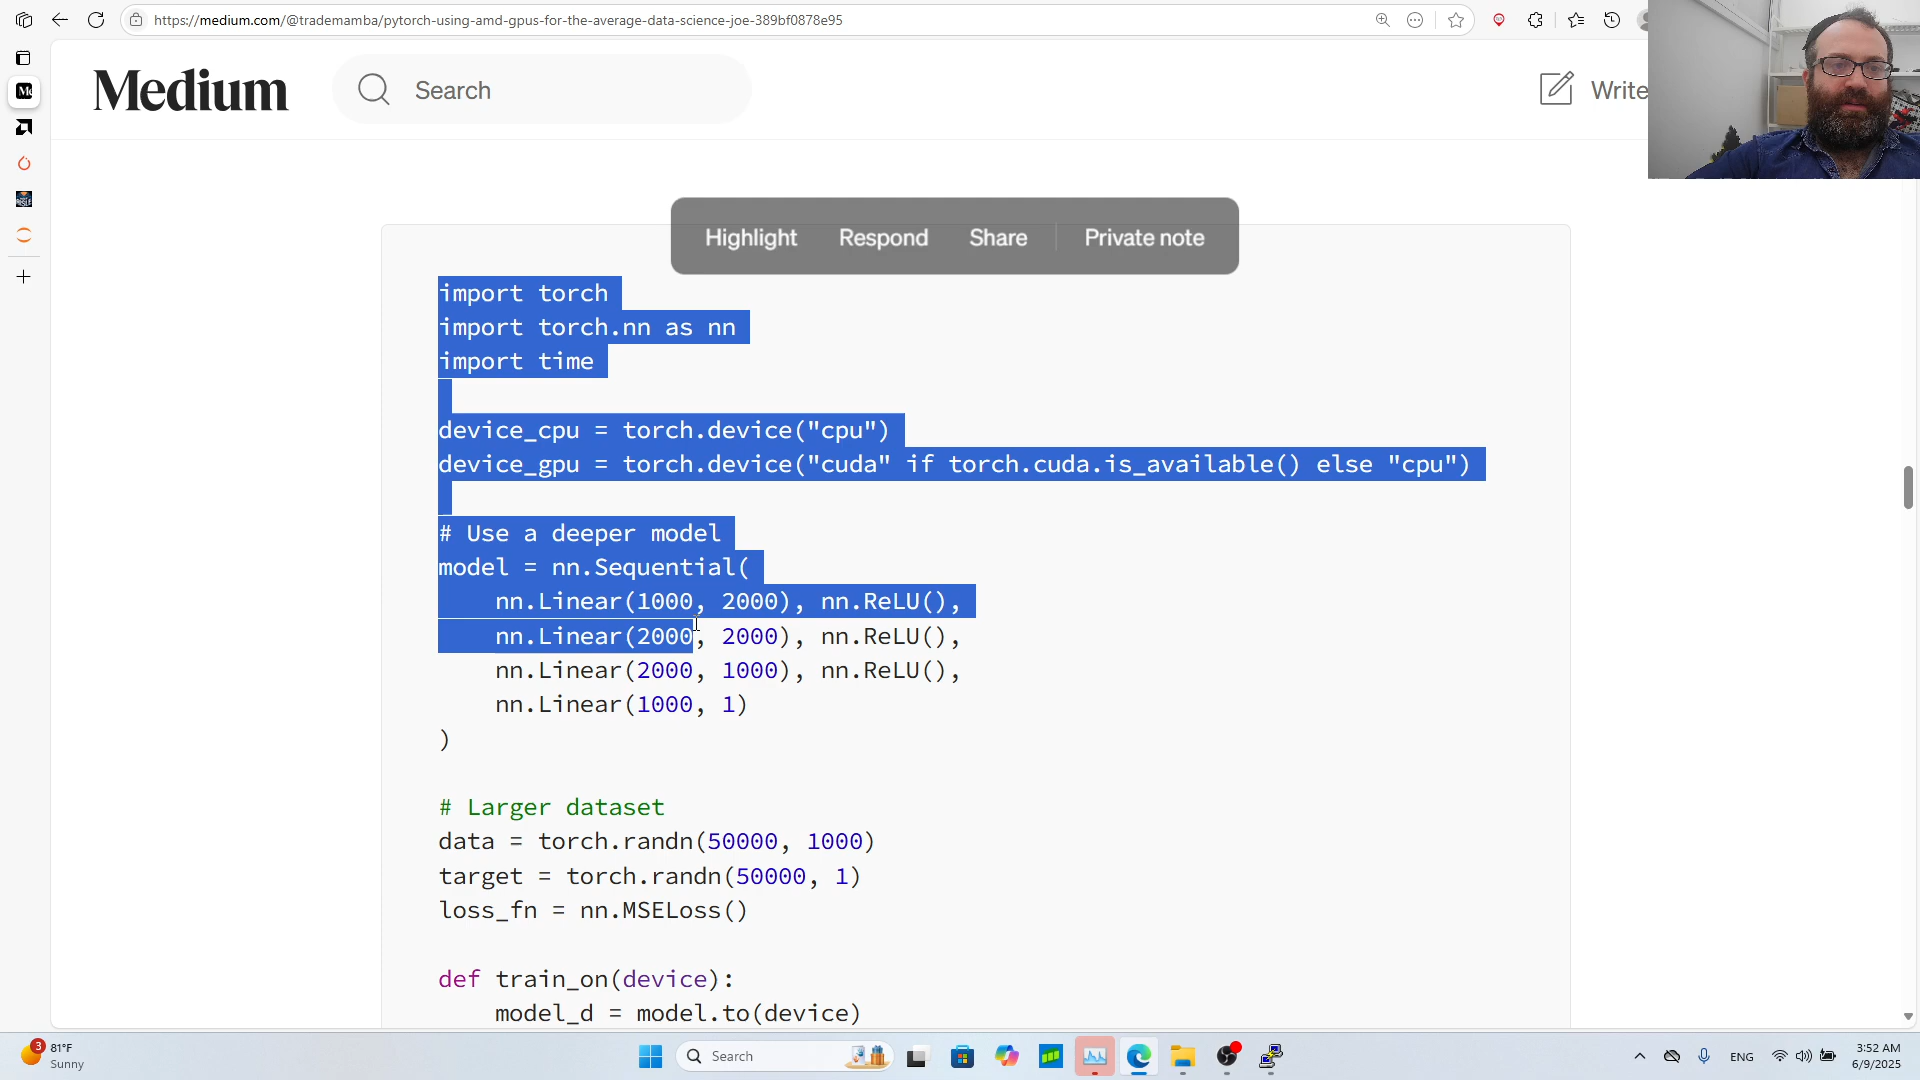 https://medium.com/@trademamba/pytorch-using-amd-gpus-for-the-average-data-science-joe-389bf0878e95
Medium
Search
Write
Highlight Respond Share Private note
import torch
import torch.nn as nn
import time
device_cpu = torch.device("cpu")
device_gpu = torch.device("cuda" if torch.cuda.is_available() else "cpu")
# Use a deeper model
model = nn.Sequential(
nn.Linear(1000, 2000), nn.ReLU(),
nn.Linear(2000, 2000), nn.ReLU(),
nn.Linear(2000, 1000), nn.ReLU(),
nn.Linear(1000, 1)
)
# Larger dataset
data = torch.randn(50000, 1000)
target = torch.randn(50000, 1)
loss_fn = nn.MSELoss()
def train_on(device):
model_d = model.to(device)
3
81°F
Sunny
Search
ENG
3:52 AM
6/9/2025